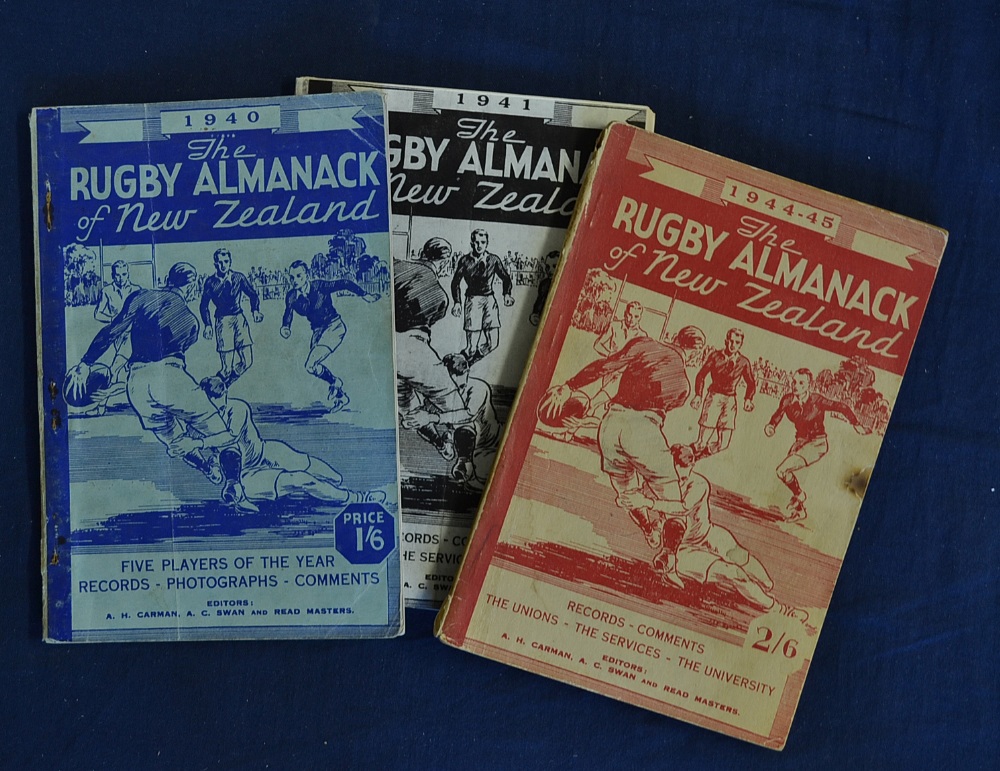 1940
The
RUGBY ALMANACK
of New Zealand
PRICE
1/6
FIVE PLAYERS OF THE YEAR
RECORDS - PHOTOGRAPHS - COMMENTS
EDITORS:
A. H. CARMAN, A. C. SWAN AND READ MASTERS.
1941
The
GBY ALMANA
New Zeala
ORDS - CO
HE SERVIC
EDITO
A. C. SWAN
1944-45
The
RUGBY ALMANACK
of New Zealand
2/6
RECORDS - COMMENTS
THE UNIONS - THE SERVICES - THE UNIVERSITY
EDITORS:
A. H. CARMAN, A. C. SWAN AND READ MASTERS.